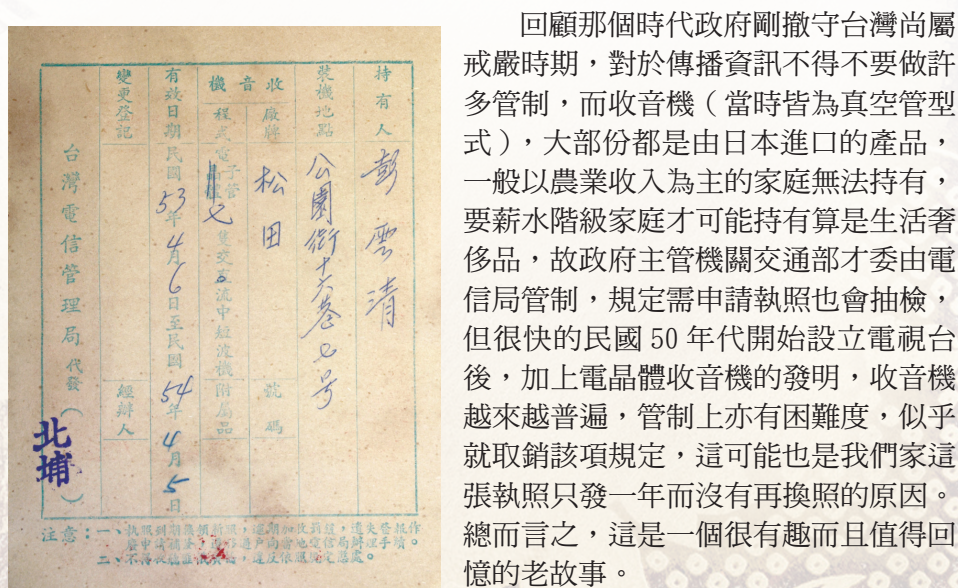 持有人 彭雲清
裝機地點 公園街十六巷七号
收音機
廠牌 松田 號碼
程式 電子管 晶體 七 隻交直流中短波機 附屬品
有效日期 民國53年4月6日至民國54年4月5日
變更登記 經辦人
台灣電信管理局代發(北埔)
注意:一、
二、
回顧那個時代政府剛撤守台灣尚屬
戒嚴時期,對於傳播資訊不得不要做許
多管制,而收音機(當時皆為真空管型
式),大部份都是由日本進口的產品,
一般以農業收入為主的家庭無法持有,
要薪水階級家庭才可能持有算是生活奢
侈品,故政府主管機關交通部才委由電
信局管制,規定需申請執照也會抽檢,
但很快的民國 50 年代開始設立電視台
後,加上電晶體收音機的發明,收音機
越來越普遍,管制上亦有困難度,似乎
就取銷該項規定,這可能也是我們家這
張執照只發一年而沒有再換照的原因。
總而言之,這是一個很有趣而且值得回
憶的老故事。